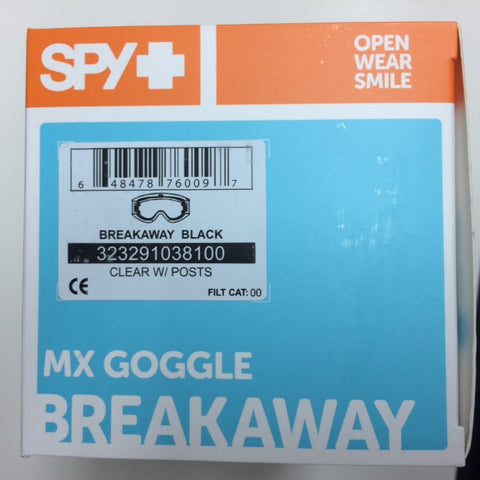 SPY+
OPEN
WEAR
SMILE
6 48478 76009 7
BREAKAWAY BLACK
323291038100
CLEAR W/ POSTS
CE FILT CAT: 00
MX GOGGLE
BREAKAWAY